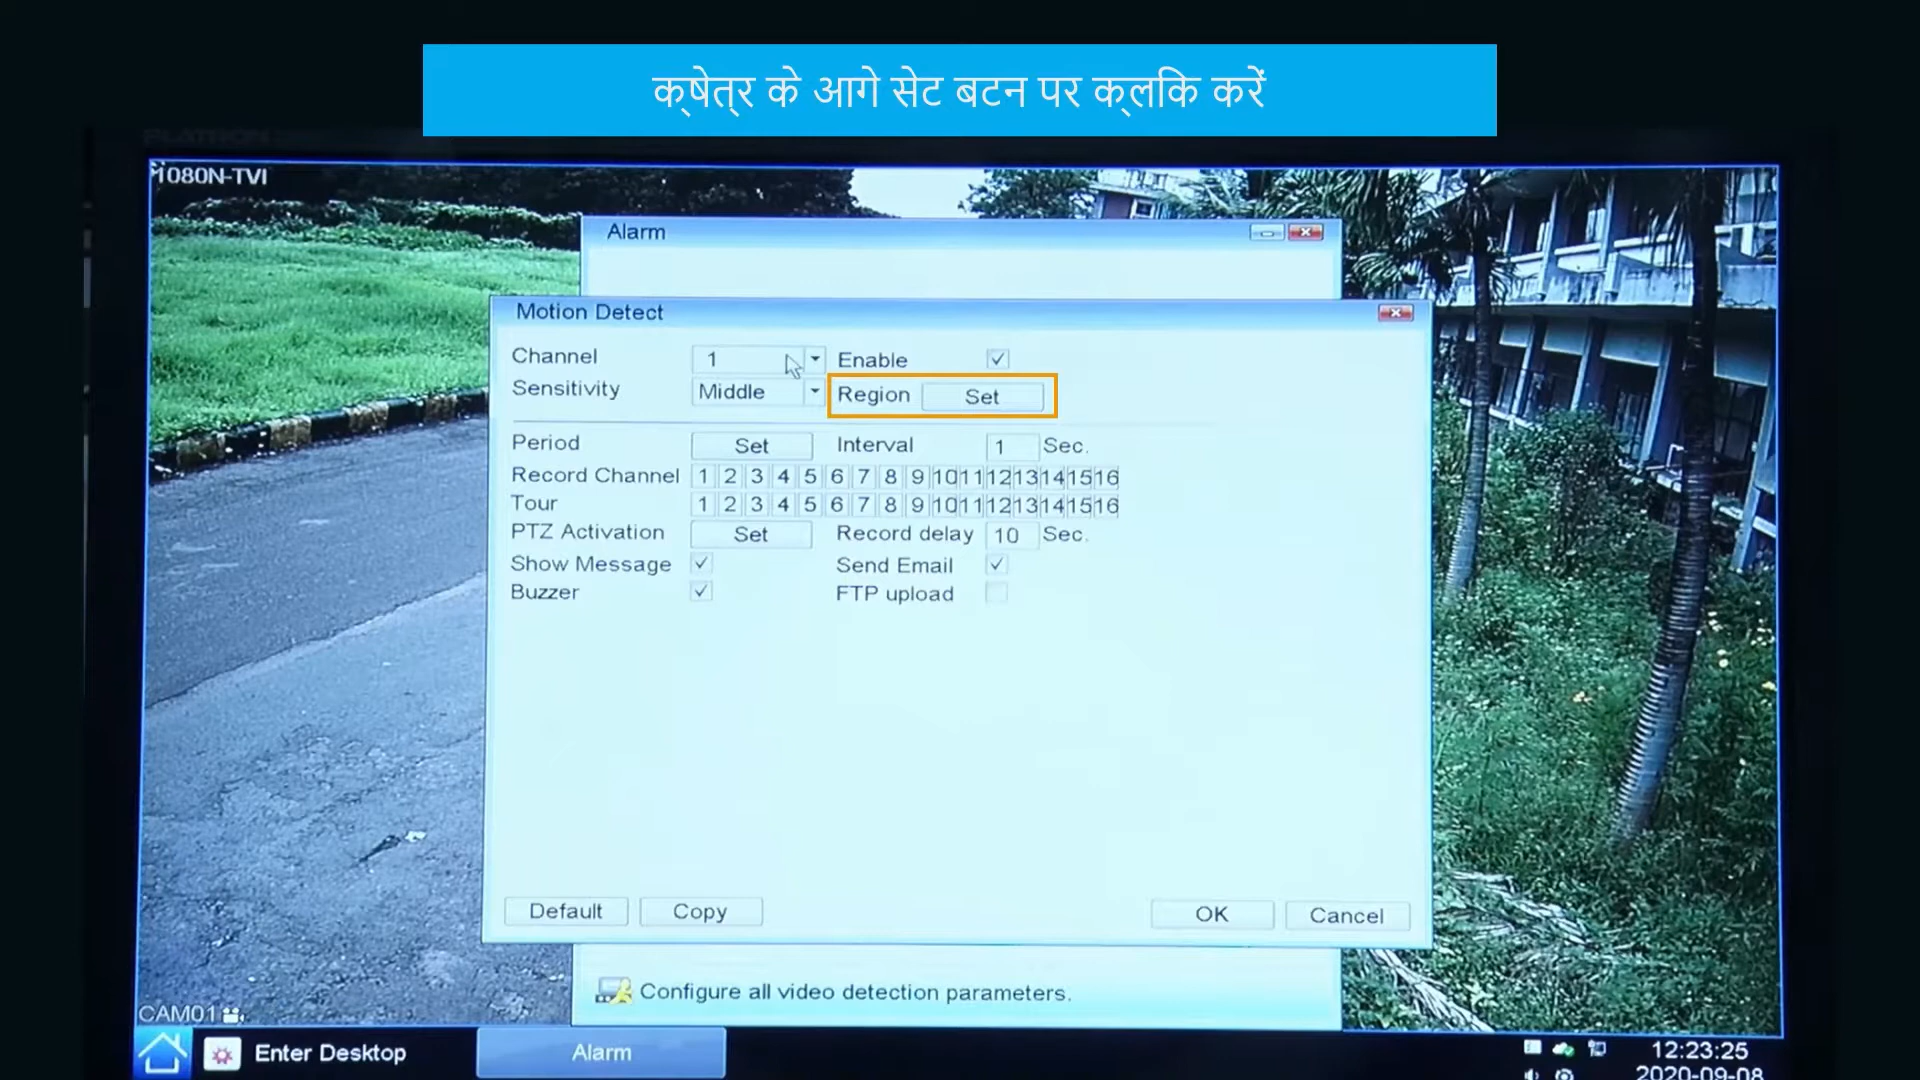 क्षेत्र के आगे सेट बटन पर क्लिक करें
1080N-TVI
Alarm
Motion Detect
Channel 1 Enable
Sensitivity Middle Region Set
Period Set Interval 1 Sec.
Record Channel 1 2 3 4 5 6 7 8 9 10 11 12 13 14 15 16
Tour 1 2 3 4 5 6 7 8 9 10 11 12 13 14 15 16
PTZ Activation Set Record delay 10 Sec.
Show Message Send Email
Buzzer FTP upload
Default Copy OK Cancel
Configure all video detection parameters.
CAM01
Enter Desktop Alarm 12:23:25
2020-09-08